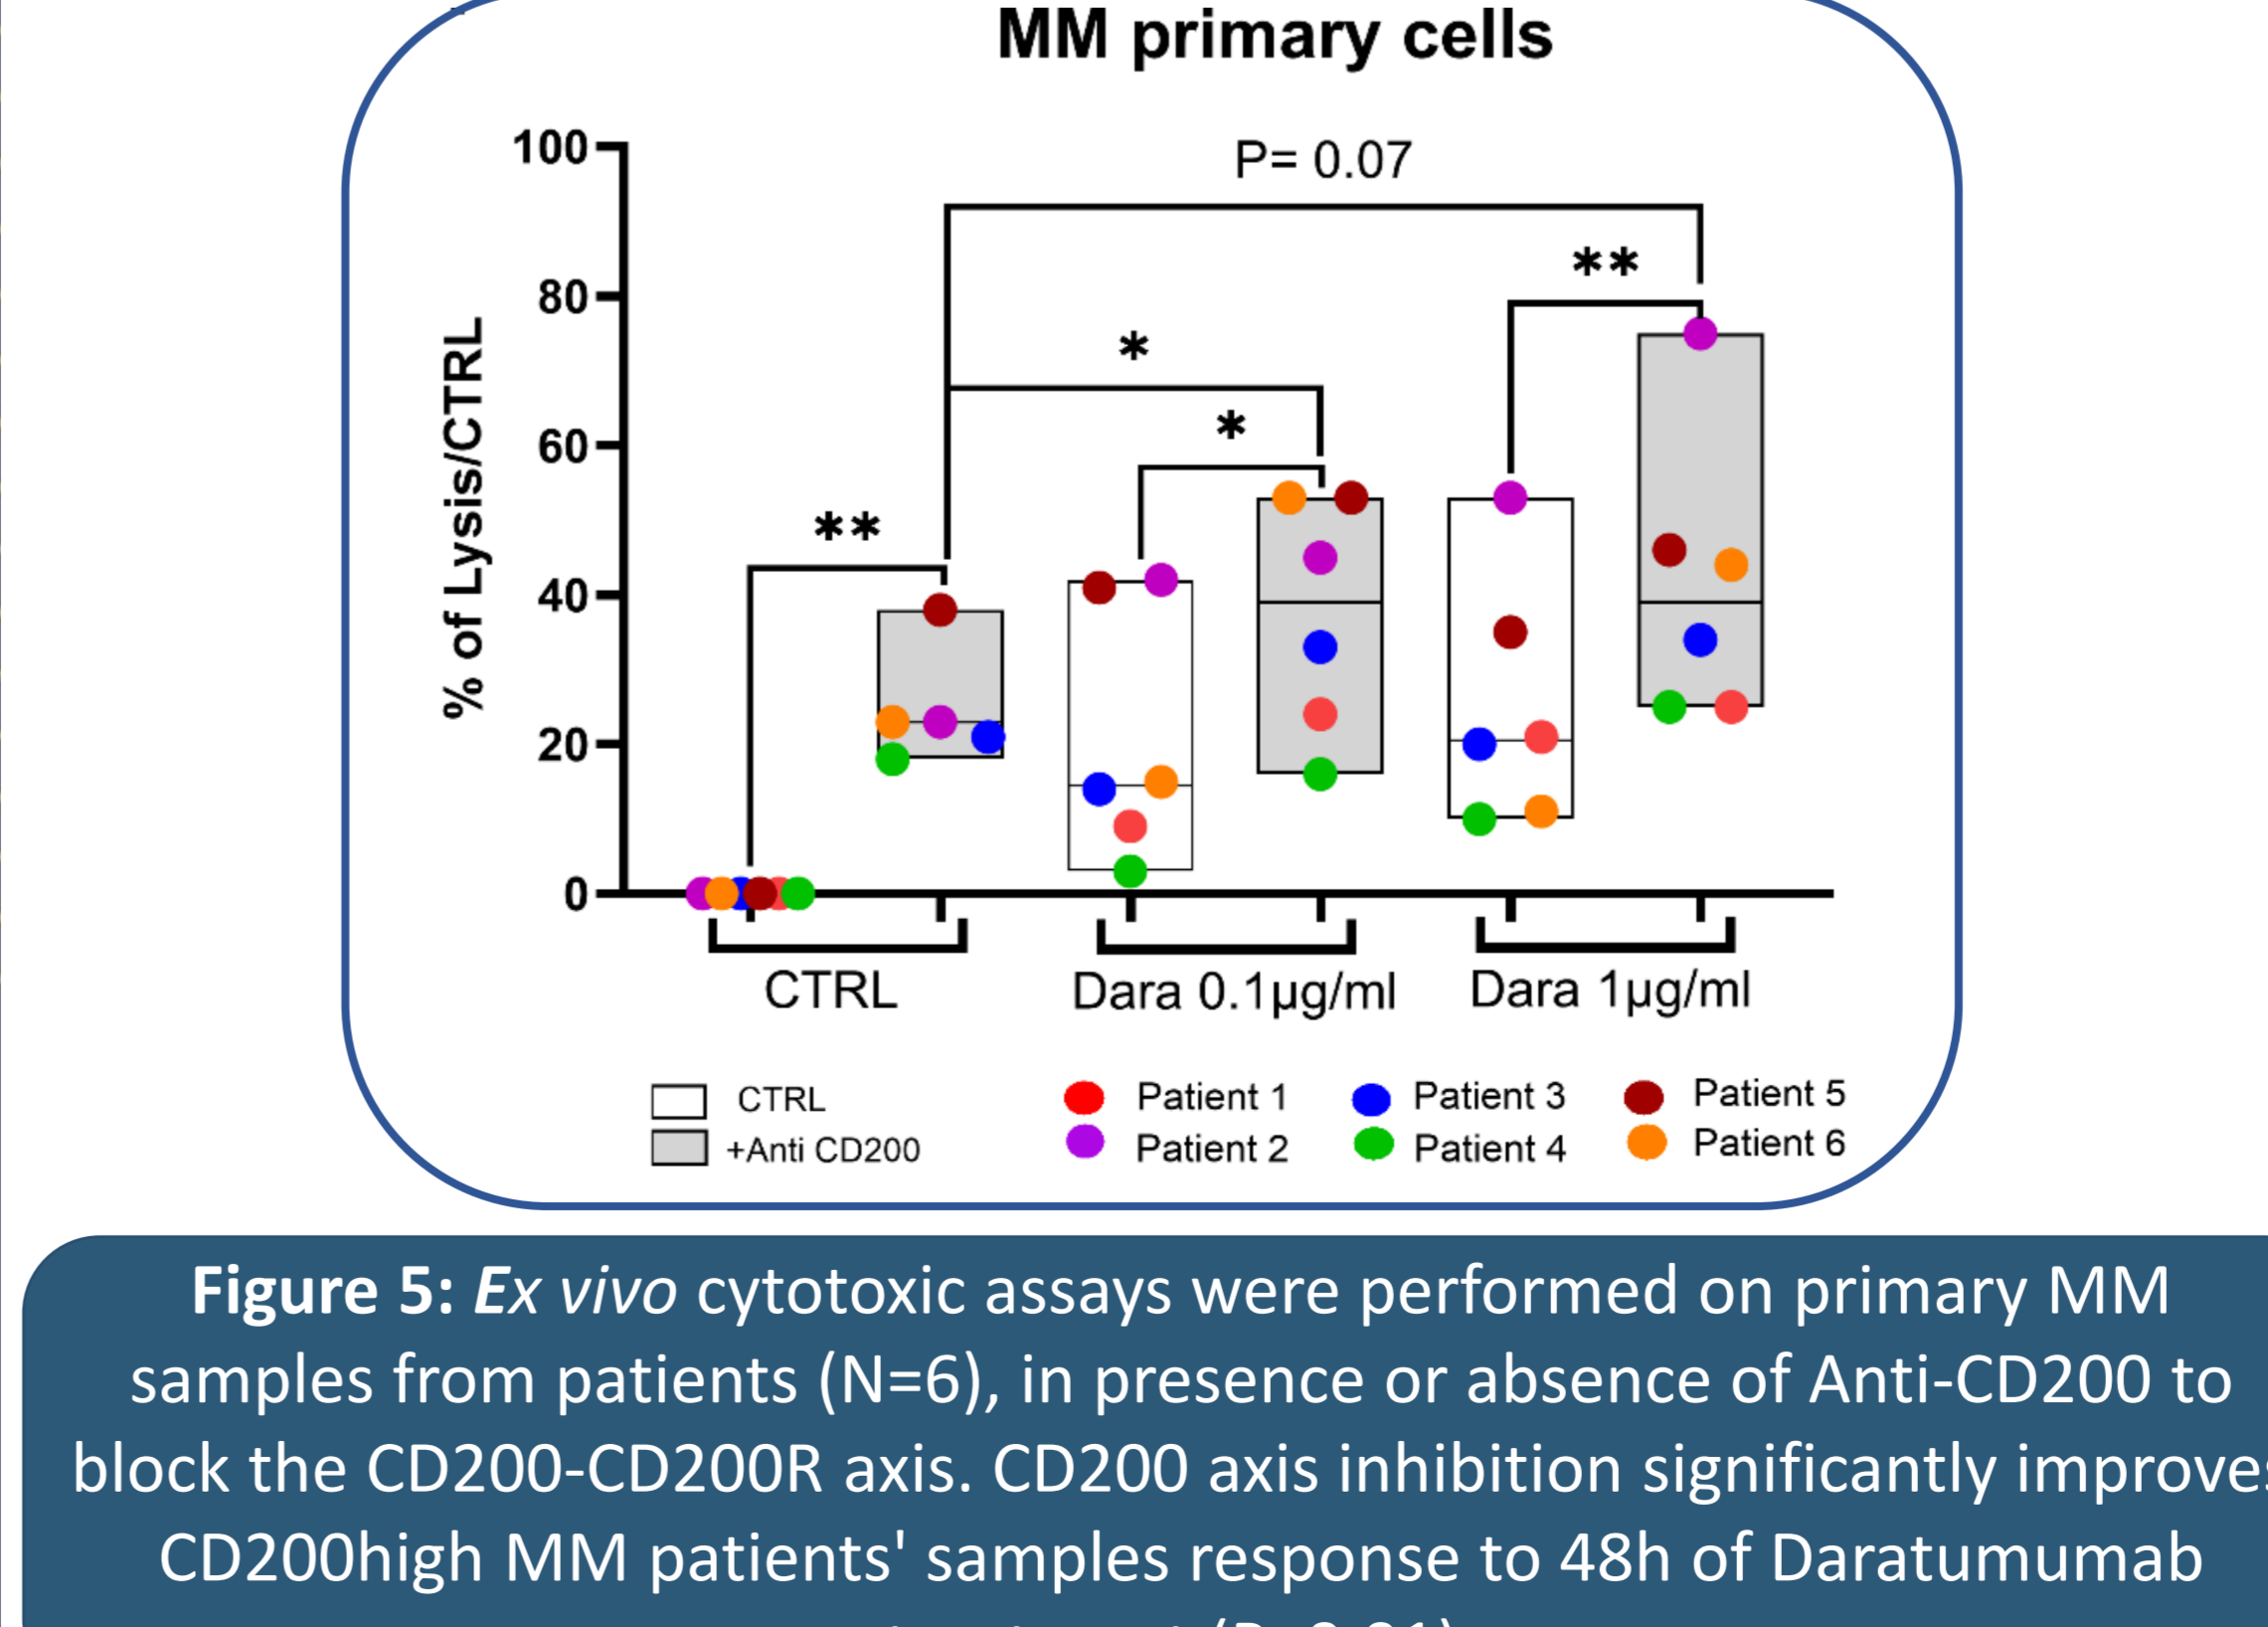 MM primary cells
100
80
60
40
20
0
% of Lysis/CTRL
P= 0.07
**
*
*
**
CTRL
Dara 0.1µg/ml
Dara 1µg/ml
CTRL
+Anti CD200
Patient 1
Patient 2
Patient 3
Patient 4
Patient 5
Patient 6
Figure 5: Ex vivo cytotoxic assays were performed on primary MM
samples from patients (N=6), in presence or absence of Anti-CD200 to
block the CD200-CD200R axis. CD200 axis inhibition significantly improves
CD200high MM patients' samples response to 48h of Daratumumab